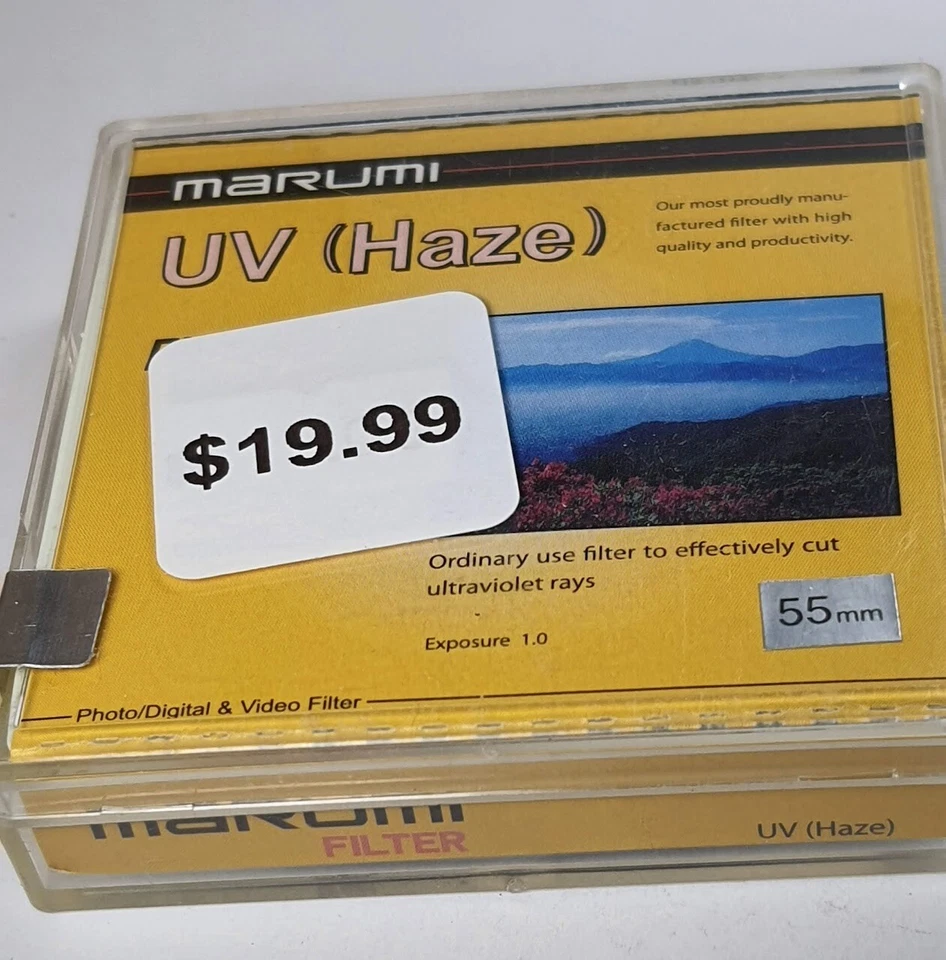 marumi
UV (Haze)
Our most proudly manu-
factured filter with high
quality and productivity.
$19.99
Ordinary use filter to effectively cut
ultraviolet rays
Exposure 1.0
55mm
Photo/Digital & Video Filter
marumi
FILTER
UV (Haze)